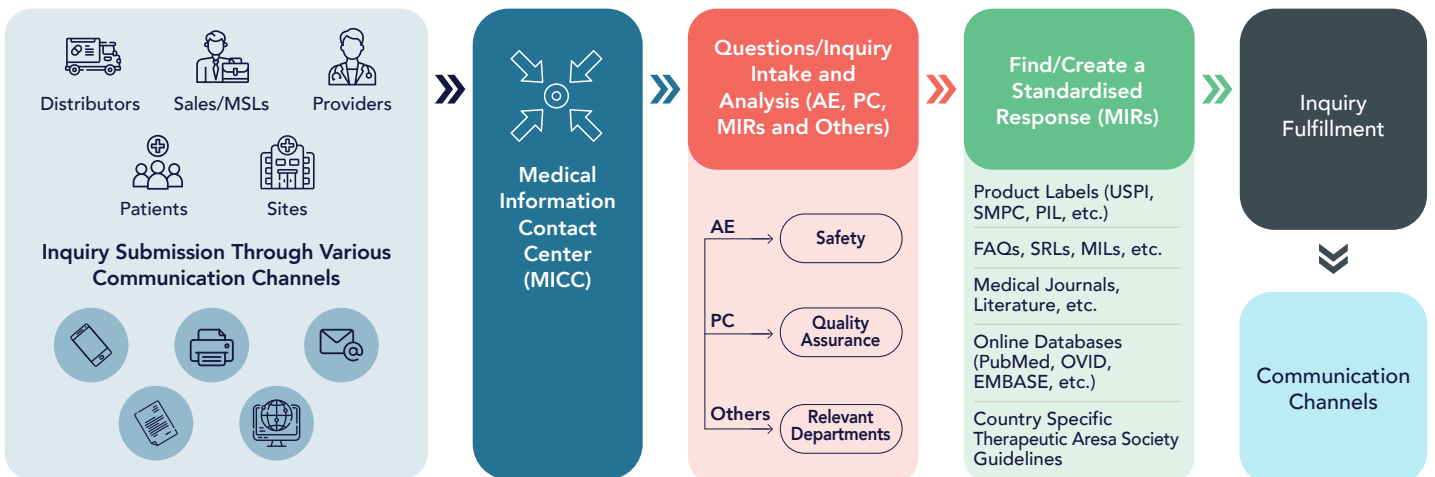 Distributors
Sales/MSLs
Providers
Patients
Sites
Inquiry Submission Through Various
Communication Channels
Medical
Information
Contact
Center
(MICC)
Questions/Inquiry
Intake and
Analysis (AE, PC,
MIRs and Others)
AE
Safety
PC
Quality
Assurance
Others
Relevant
Departments
Find/Create a
Standardised
Response (MIRs)
Product Labels (USPI,
SMPC, PIL, etc.)
FAQs, SRLs, MILs, etc.
Medical Journals,
Literature, etc.
Online Databases
(PubMed, OVID,
EMBASE, etc.)
Country Specific
Therapeutic Aresa Society
Guidelines
Inquiry
Fulfillment
Communication
Channels